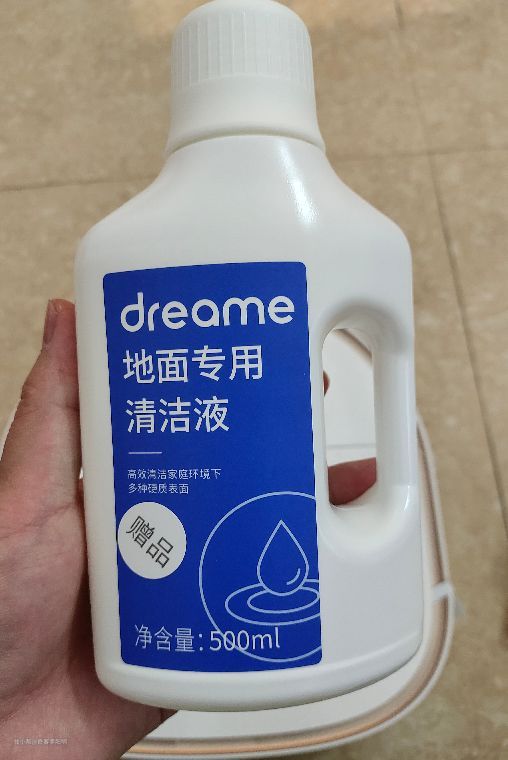 dreame
地面专用
清洁液
高效清洁家庭环境下
多种硬质表面
赠品
净含量:500ml